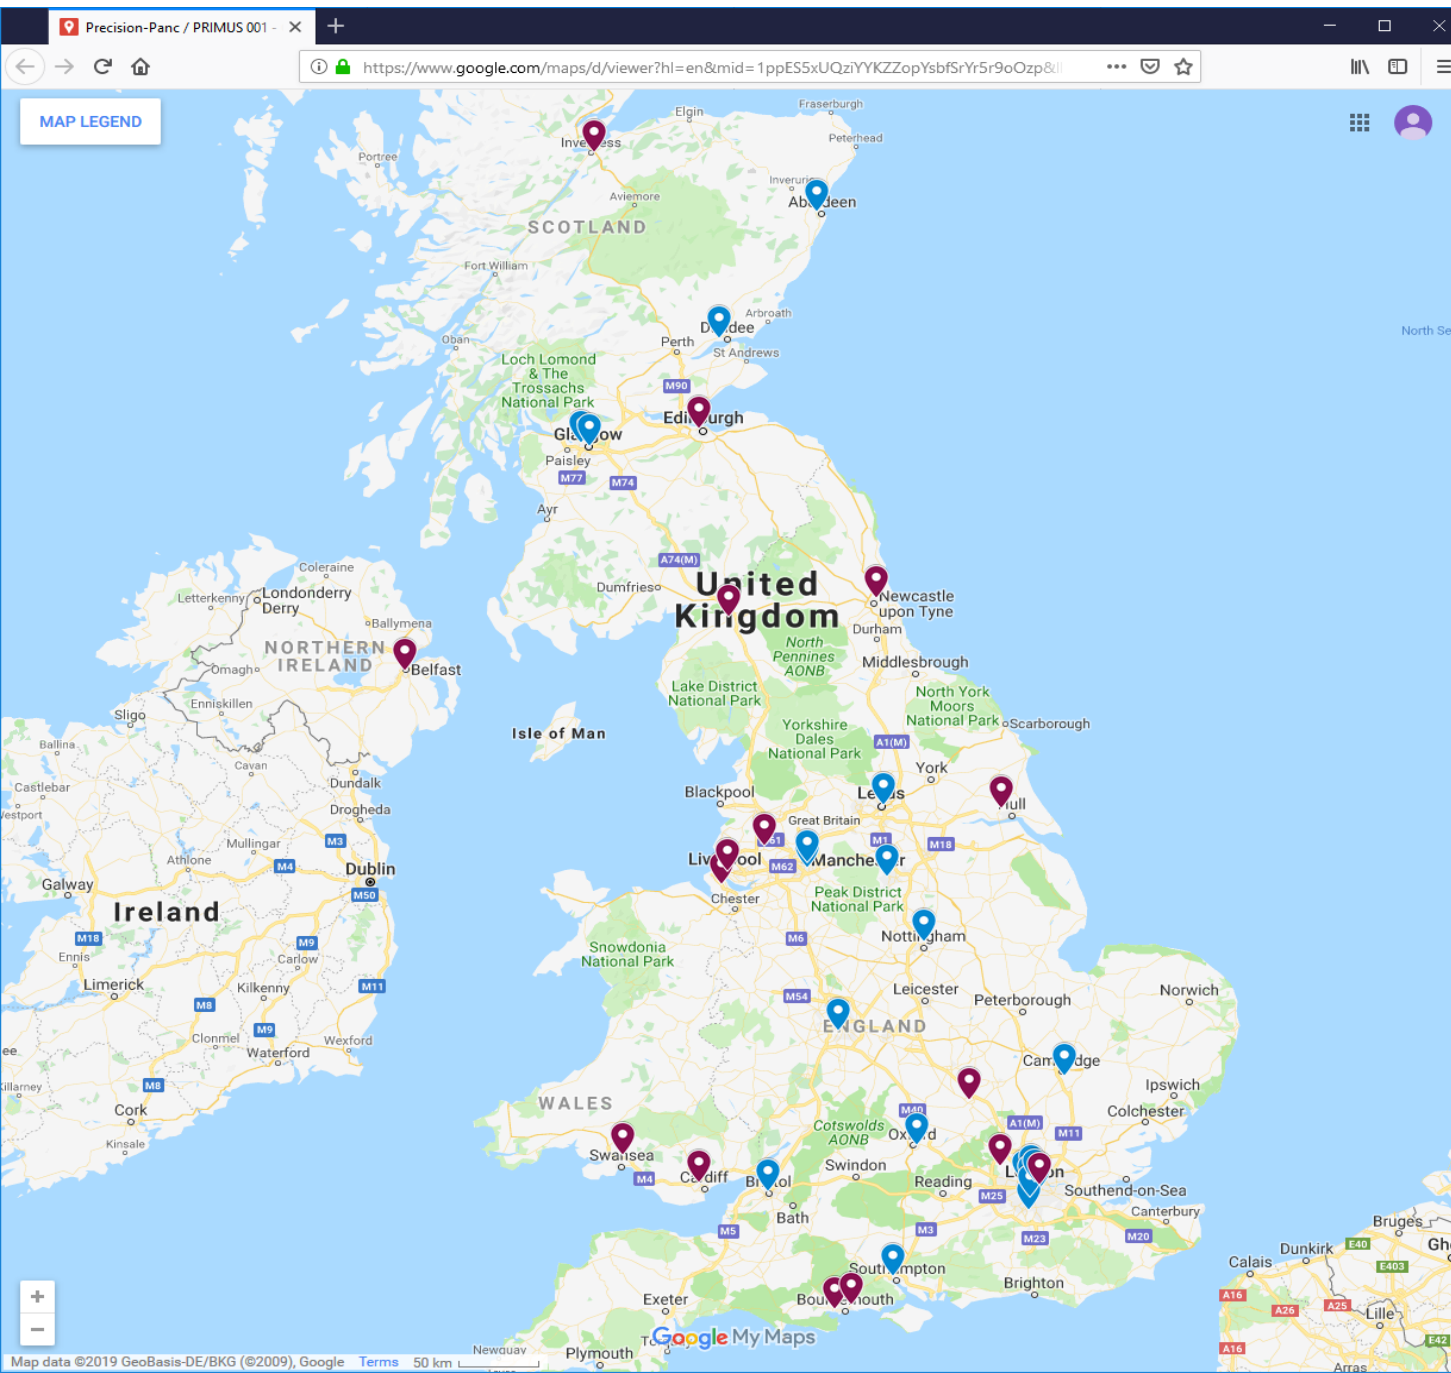 Precision-Panc / PRIMUS 001 -
https://www.google.com/maps/d/viewer?hl=en&mid=1ppES5xUQziYYKZZopYsbfSrYr5r9oOzp&ll
MAP LEGEND
Fraserburgh
Elgin
Peterhead
Portree
Inverurie
Aviemore
SCOTLAND
Fort William
Arbroath
North Se
Perth
Oban
St Andrews
Loch Lomond
& The
Trossachs
National Park
M90
Paisley
M77
M74
Ayr
A74(M)
Coleraine
United
Kingdom
Dumfries
Londonderry
Derry
Letterkenny
Newcastle
upon Tyne
Ballymena
Durham
NORTHERN
IRELAND
North
Pennines
AONB
Omagh
Belfast
Middlesbrough
Lake District
National Park
North York
Moors
National Park
Enniskillen
Sligo
Scarborough
Isle of Man
Yorkshire
Dales
National Park
Ballina
A1(M)
Cavan
York
Castlebar
Dundalk
Blackpool
Westport
Drogheda
Great Britain
Mullingar
M3
M61
M1
M18
Athlone
M4
Dublin
M62
Manchester
Galway
M50
Chester
Peak District
National Park
Ireland
M18
M9
M6
Ennis
Carlow
Snowdonia
National Park
Limerick
Kilkenny
M11
M54
Leicester
Peterborough
Norwich
M8
ENGLAND
M9
Clonmel
Wexford
Waterford
Killarney
M8
Ipswich
WALES
Cork
M40
Colchester
Cotswolds
AONB
A1(M)
M11
Kinsale
Swansea
Swindon
M4
Reading
M25
Southend-on-Sea
Canterbury
Bath
M5
M3
M23
M20
Bruges
Dunkirk
E40
Calais
E403
Brighton
Exeter
A16
A26
A25
Lille
Google My Maps
E42
Newquay
Plymouth
A16
Map data ©2019 GeoBasis-DE/BKG (©2009), Google
Terms
50 km
Arras